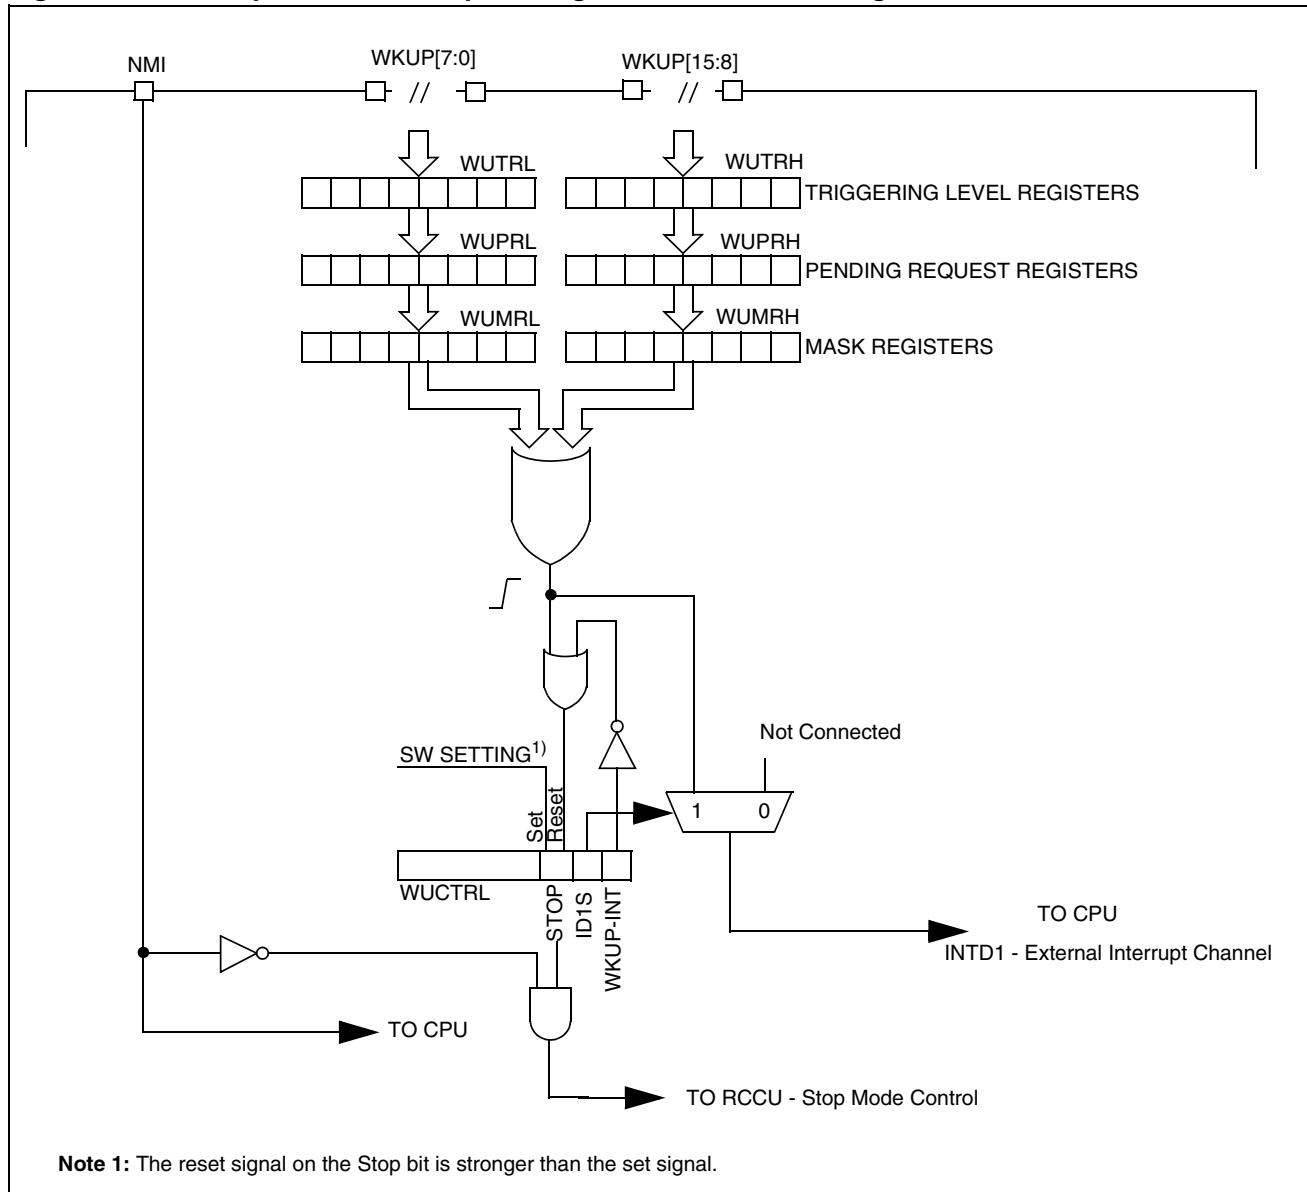 NMI
WKUP[7:0]
WKUP[15:8]
WUTRL
WUTRH
TRIGGERING LEVEL REGISTERS
WUPRL
WUPRH
PENDING REQUEST REGISTERS
WUMRL
WUMRH
MASK REGISTERS
Not Connected
SW SETTING1)
Set
Reset
1
0
WUCTRL
STOP
ID1S
WKUP-INT
TO CPU
INTD1 - External Interrupt Channel
TO CPU
TO RCCU - Stop Mode Control
Note 1: The reset signal on the Stop bit is stronger than the set signal.